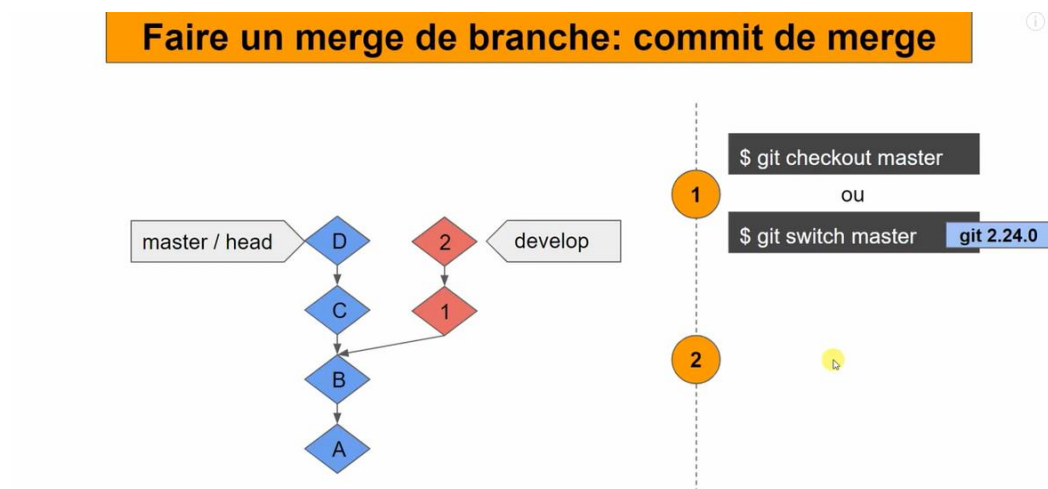 Faire un merge de branche: commit de merge
$ git checkout master
1
ou
$ git switch master
git 2.24.0
master / head
D
2
develop
C
1
B
2
A